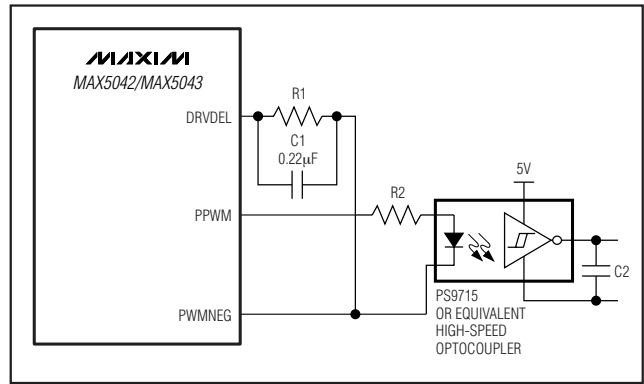 MAXIM
MAX5042/MAX5043
DRVDEL
R1
C1
0.22μF
PPWM
R2
5V
C2
PWMNEG
PS9715
OR EQUIVALENT
HIGH-SPEED
OPTOCOUPLER